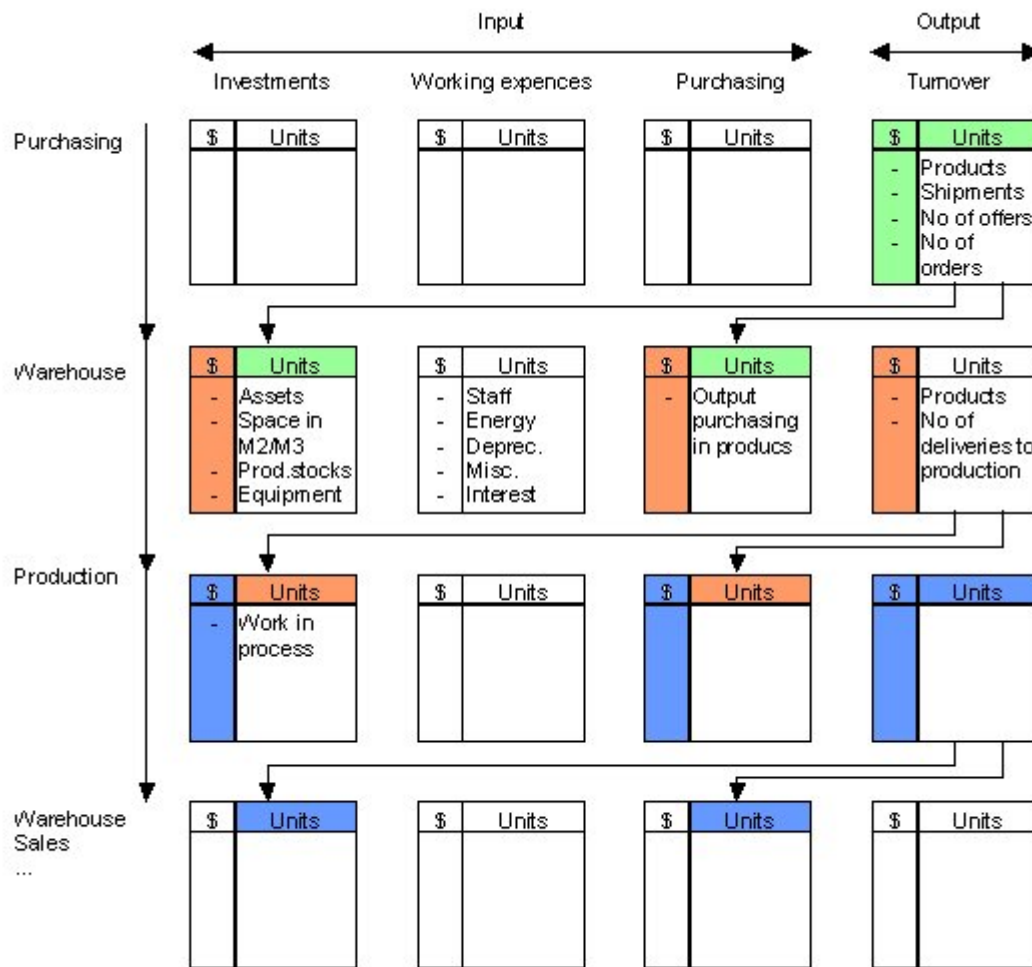 Input
Output
Investments
Working expences
Purchasing
Turnover
Purchasing
$ Units
$ Units
$ Units
$ Units
- Products
- Shipments
- No of offers
- No of
orders
Warehouse
$ Units
- Assets
- Space in
M2/M3
- Prod.stocks
- Equipment
$ Units
- Staff
- Energy
- Deprec.
- Misc.
- Interest
$ Units
- Output
purchasing
in producs
$ Units
- Products
- No of
deliveries to
production
Production
$ Units
- Work in
process
$ Units
$ Units
$ Units
Warehouse
Sales
...
$ Units
$ Units
$ Units
$ Units